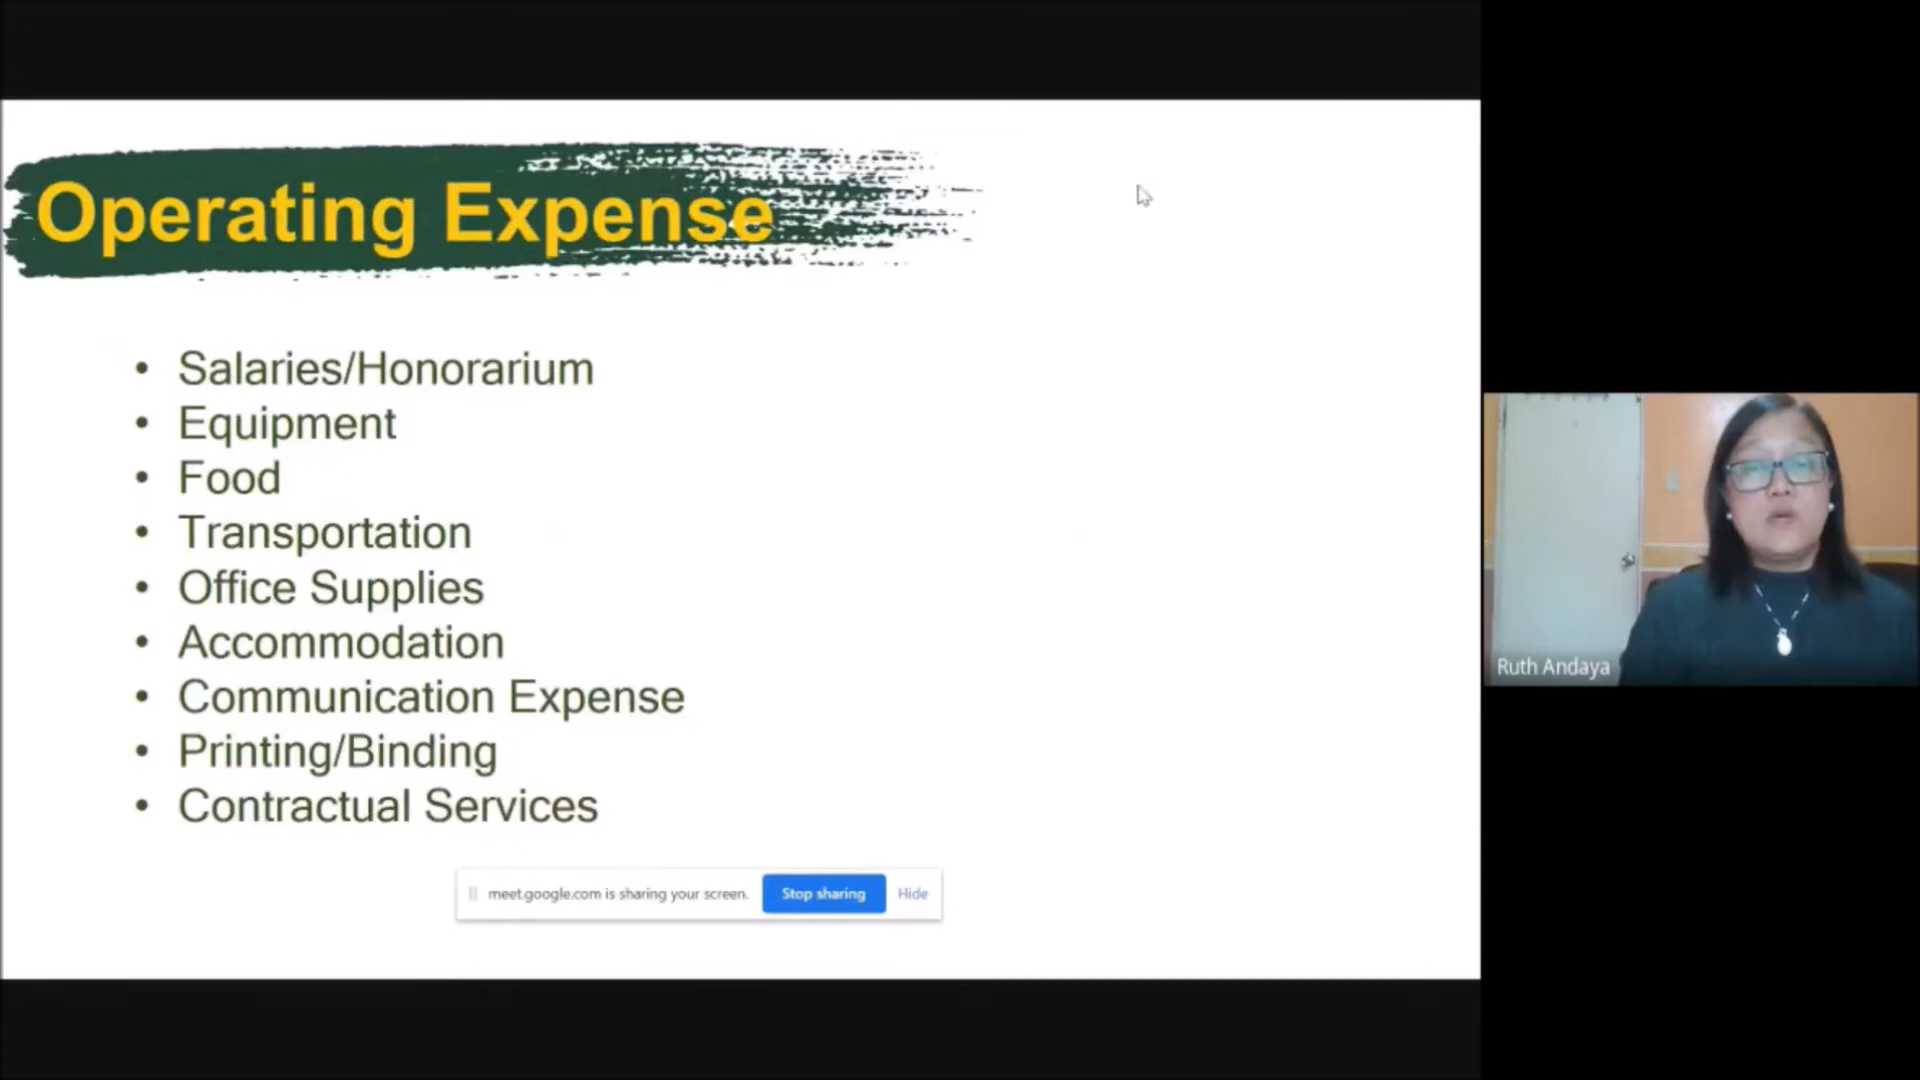 Operating Expense
• Salaries/Honorarium
• Equipment
• Food
• Transportation
• Office Supplies
• Accommodation
• Communication Expense
• Printing/Binding
• Contractual Services
meet.google.com is sharing your screen. Stop sharing Hide
Ruth Andaya